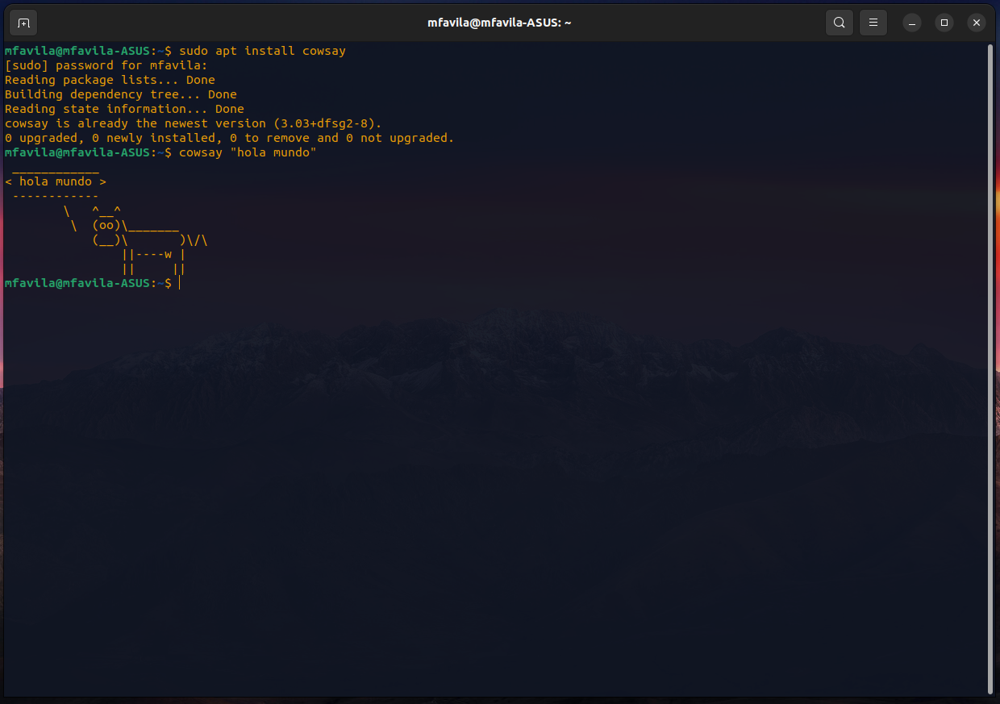 mfavila@mfavila-ASUS: ~
mfavila@mfavila-ASUS:~$ sudo apt install cowsay
[sudo] password for mfavila:
Reading package lists... Done
Building dependency tree... Done
Reading state information... Done
cowsay is already the newest version (3.03+dfsg2-8).
0 upgraded, 0 newly installed, 0 to remove and 0 not upgraded.
mfavila@mfavila-ASUS:~$ cowsay "hola mundo"
 ____________
< hola mundo >
 ------------
        \   ^__^
         \  (oo)\_______
            (__)\       )\/\
                ||----w |
                ||     ||
mfavila@mfavila-ASUS:~$